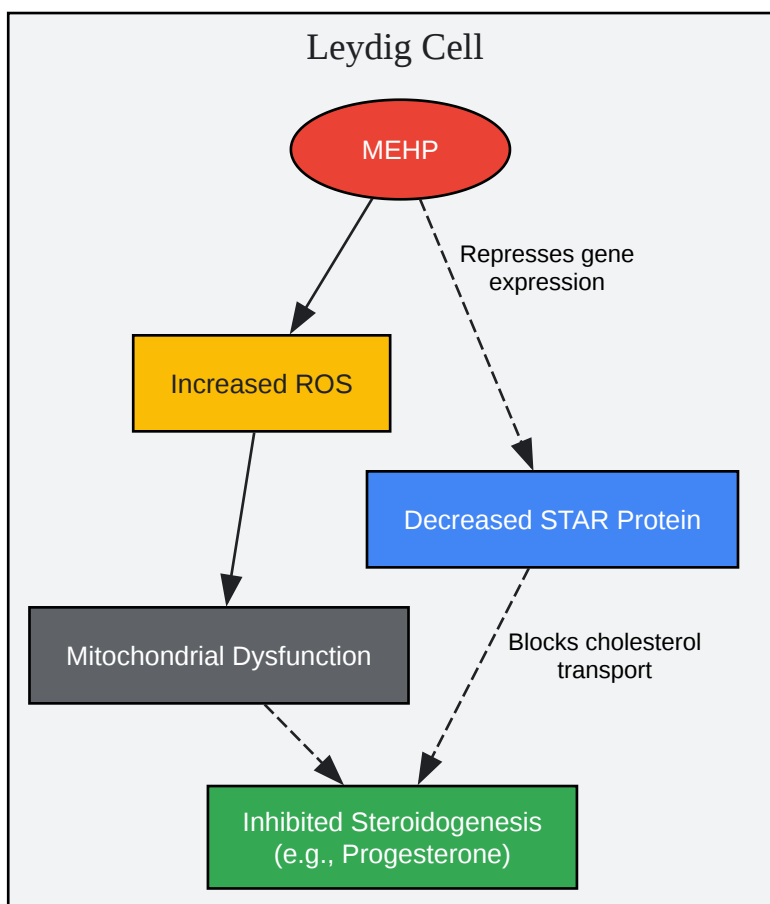 Leydig Cell
MEHP
Represses gene
expression
Increased ROS
Decreased STAR Protein
Mitochondrial Dysfunction
Blocks cholesterol
transport
Inhibited Steroidogenesis
(e.g., Progesterone)